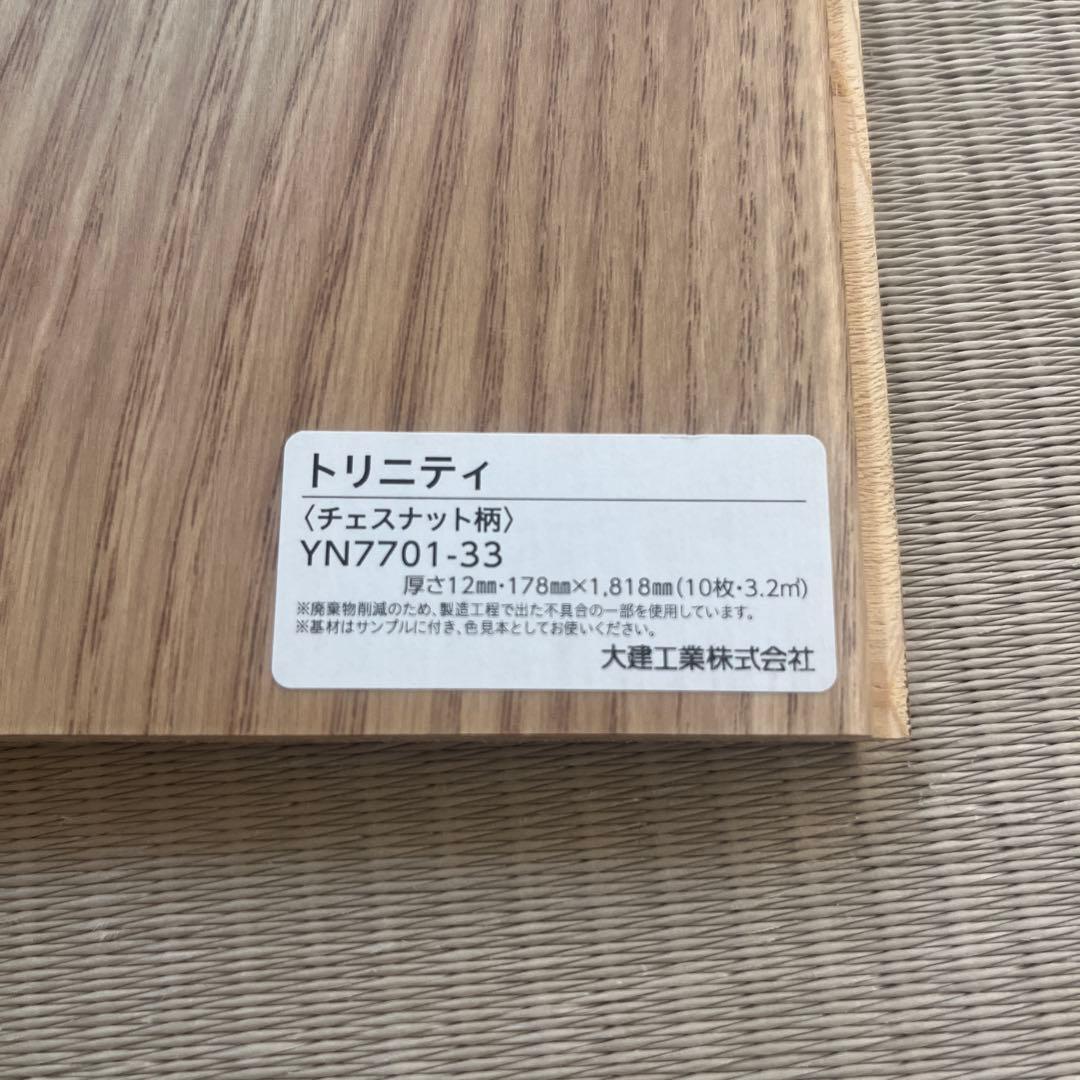 トリニティ
〈チェスナット柄〉
YN7701-33
厚さ12㎜・178㎜×1,818㎜(10枚・3.2㎡)
※廃棄物削減のため、製造工程で出た不具合の一部を使用しています。
※基材はサンプルに付き、色見本としてお使いください。
大建工業株式会社